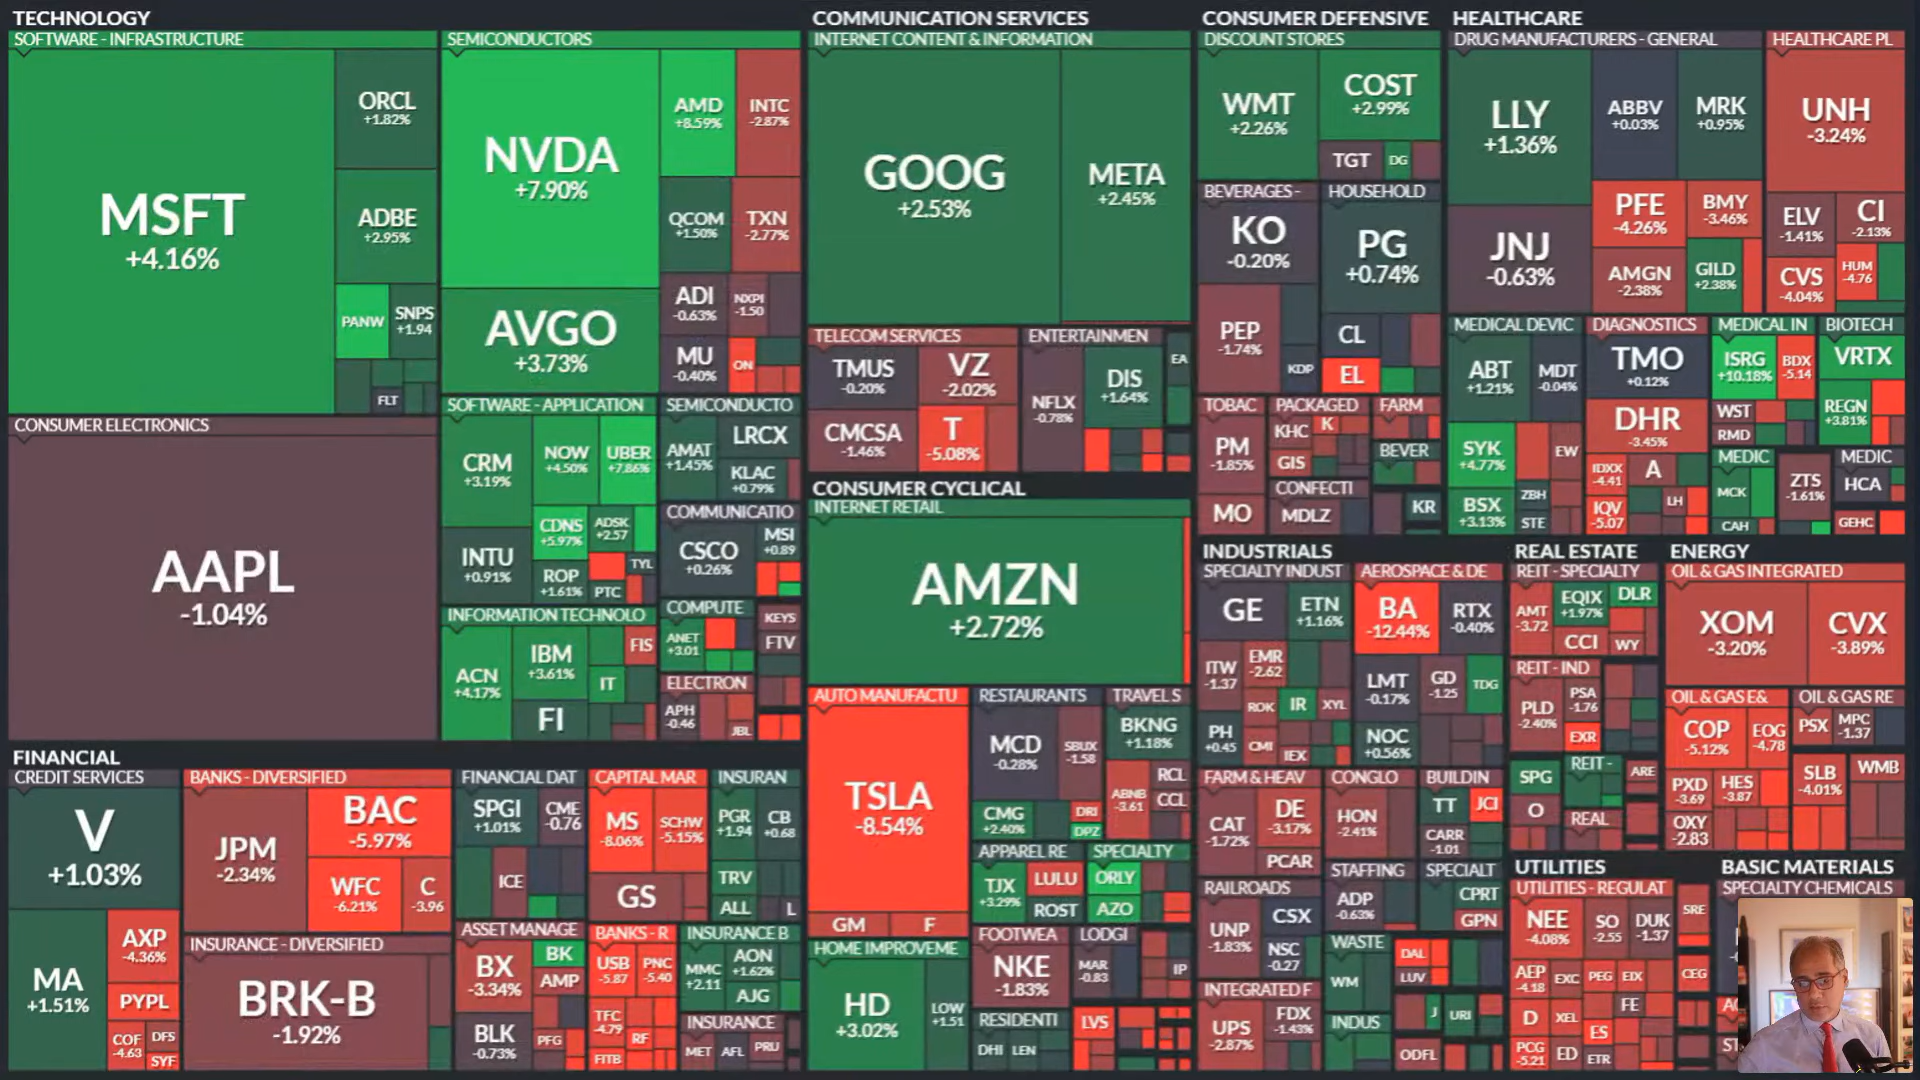 TECHNOLOGY
SOFTWARE - INFRASTRUCTURE
MSFT
+4.16%
ORCL
+1.82%
ADBE
+2.95%
PANW
SNPS
+1.94
FLT
CONSUMER ELECTRONICS
AAPL
-1.04%
SEMICONDUCTORS
NVDA
+7.90%
AMD
+8.59%
INTC
-2.87%
QCOM
+1.50%
TXN
-2.77%
AVGO
+3.73%
ADI
-0.63%
NXPI
-1.50
MU
-0.40%
ON
SOFTWARE - APPLICATION
CRM
+3.19%
NOW
+4.50%
UBER
+7.86%
CDNS
+5.97%
ADSK
+2.57
INTU
+0.91%
ROP
+1.61%
PTC
TYL
SEMICONDUCTO
AMAT
+1.45%
LRCX
KLAC
+0.79%
COMMUNICATIO
CSCO
+0.26%
MSI
+0.89
INFORMATION TECHNOLO
ACN
+4.17%
IBM
+3.61%
FIS
IT
FI
COMPUTE
ANET
+3.01
KEYS
FTV
ELECTRON
APH
-0.46
JBL
COMMUNICATION SERVICES
INTERNET CONTENT & INFORMATION
GOOG
+2.53%
META
+2.45%
TELECOM SERVICES
TMUS
-0.20%
VZ
-2.02%
CMCSA
-1.46%
T
-5.08%
ENTERTAINMEN
NFLX
-0.78%
DIS
+1.64%
EA
CONSUMER CYCLICAL
INTERNET RETAIL
AMZN
+2.72%
AUTO MANUFACTU
TSLA
-8.54%
GM
F
RESTAURANTS
MCD
-0.28%
SBUX
-1.58
CMG
+2.40%
DRI
DPZ
TRAVEL S
BKNG
+1.18%
ABNB
-3.61
RCL
CCL
APPAREL RE
TJX
+3.29%
LULU
ROST
SPECIALTY
ORLY
AZO
HOME IMPROVEME
HD
+3.02%
LOW
+1.51
FOOTWEA
NKE
-1.83%
LODGI
MAR
-0.83
IP
RESIDENTI
DHI
LEN
LVS
CONSUMER DEFENSIVE
DISCOUNT STORES
WMT
+2.26%
COST
+2.99%
TGT
DG
BEVERAGES -
KO
-0.20%
PEP
-1.74%
KDP
HOUSEHOLD
PG
+0.74%
CL
EL
TOBAC
PM
-1.85%
MO
PACKAGED
KHC
K
GIS
CONFECTI
MDLZ
FARM
BEVER
KR
HEALTHCARE
DRUG MANUFACTURERS - GENERAL
LLY
+1.36%
ABBV
+0.03%
MRK
+0.95%
JNJ
-0.63%
PFE
-4.26%
BMY
-3.46%
AMGN
-2.38%
GILD
+2.38%
HEALTHCARE PL
UNH
-3.24%
ELV
-1.41%
CI
-2.13%
CVS
-4.04%
HUM
-4.76
MEDICAL DEVIC
ABT
+1.21%
MDT
-0.04%
SYK
+4.77%
EW
BSX
+3.13%
ZBH
STE
DIAGNOSTICS
TMO
+0.12%
DHR
-3.45%
IDXX
-4.41
A
IQV
-5.07
LH
MEDICAL IN
ISRG
+10.18%
BDX
-5.14
WST
RMD
BIOTECH
VRTX
REGN
+3.81%
MEDIC
MCK
CAH
ZTS
-1.61%
MEDIC
HCA
GEHC
INDUSTRIALS
SPECIALTY INDUST
GE
ETN
+1.16%
ITW
-1.37
EMR
-2.62
ROK
IR
XYL
PH
+0.45
CMI
IEX
AEROSPACE & DE
BA
-12.44%
RTX
-0.40%
LMT
-0.17%
GD
-1.25
TDG
NOC
+0.56%
FARM & HEAV
CAT
-1.72%
DE
-3.17%
PCAR
CONGLO
HON
-2.41%
BUILDIN
TT
JCI
CARR
-1.01
RAILROADS
UNP
-1.83%
CSX
NSC
-0.27
STAFFING
ADP
-0.63%
SPECIALT
CPRT
GPN
WASTE
WM
DAL
LUV
INTEGRATED F
UPS
-2.87%
FDX
-1.43%
INDUS
J
URI
ODFL
REAL ESTATE
REIT - SPECIALTY
AMT
-3.72
EQIX
+1.97%
DLR
CCI
WY
REIT - IND
PLD
-2.40%
PSA
-1.76
EXR
SPG
REIT -
ARE
O
REAL
ENERGY
OIL & GAS INTEGRATED
XOM
-3.20%
CVX
-3.89%
OIL & GAS E&
COP
-5.12%
EOG
-4.78
PXD
-3.69
HES
-3.87
OXY
-2.83
OIL & GAS RE
PSX
MPC
-1.37
SLB
-4.01%
WMB
UTILITIES
UTILITIES - REGULAT
NEE
-4.08%
SO
-2.55
DUK
-1.37
SRE
AEP
-4.18
EXC
PEG
EIX
CEG
FE
D
XEL
ES
PCG
-5.21
ED
ETR
BASIC MATERIALS
SPECIALTY CHEMICALS
FINANCIAL
CREDIT SERVICES
V
+1.03%
MA
+1.51%
AXP
-4.36%
PYPL
COF
-4.63
DFS
SYF
BANKS - DIVERSIFIED
JPM
-2.34%
BAC
-5.97%
WFC
-6.21%
C
-3.96
INSURANCE - DIVERSIFIED
BRK-B
-1.92%
FINANCIAL DAT
SPGI
+1.01%
CME
-0.76
ICE
ASSET MANAGE
BX
-3.34%
BK
AMP
BLK
-0.73%
PFG
CAPITAL MAR
MS
-8.06%
SCHW
-5.15%
GS
BANKS - R
USB
-5.87
PNC
-5.40
TFC
-4.79
RF
FITB
INSURAN
PGR
+1.94
CB
+0.68
TRV
ALL
L
INSURANCE B
MMC
+2.11
AON
+1.62%
AJG
INSURANCE
MET
AFL
PRU